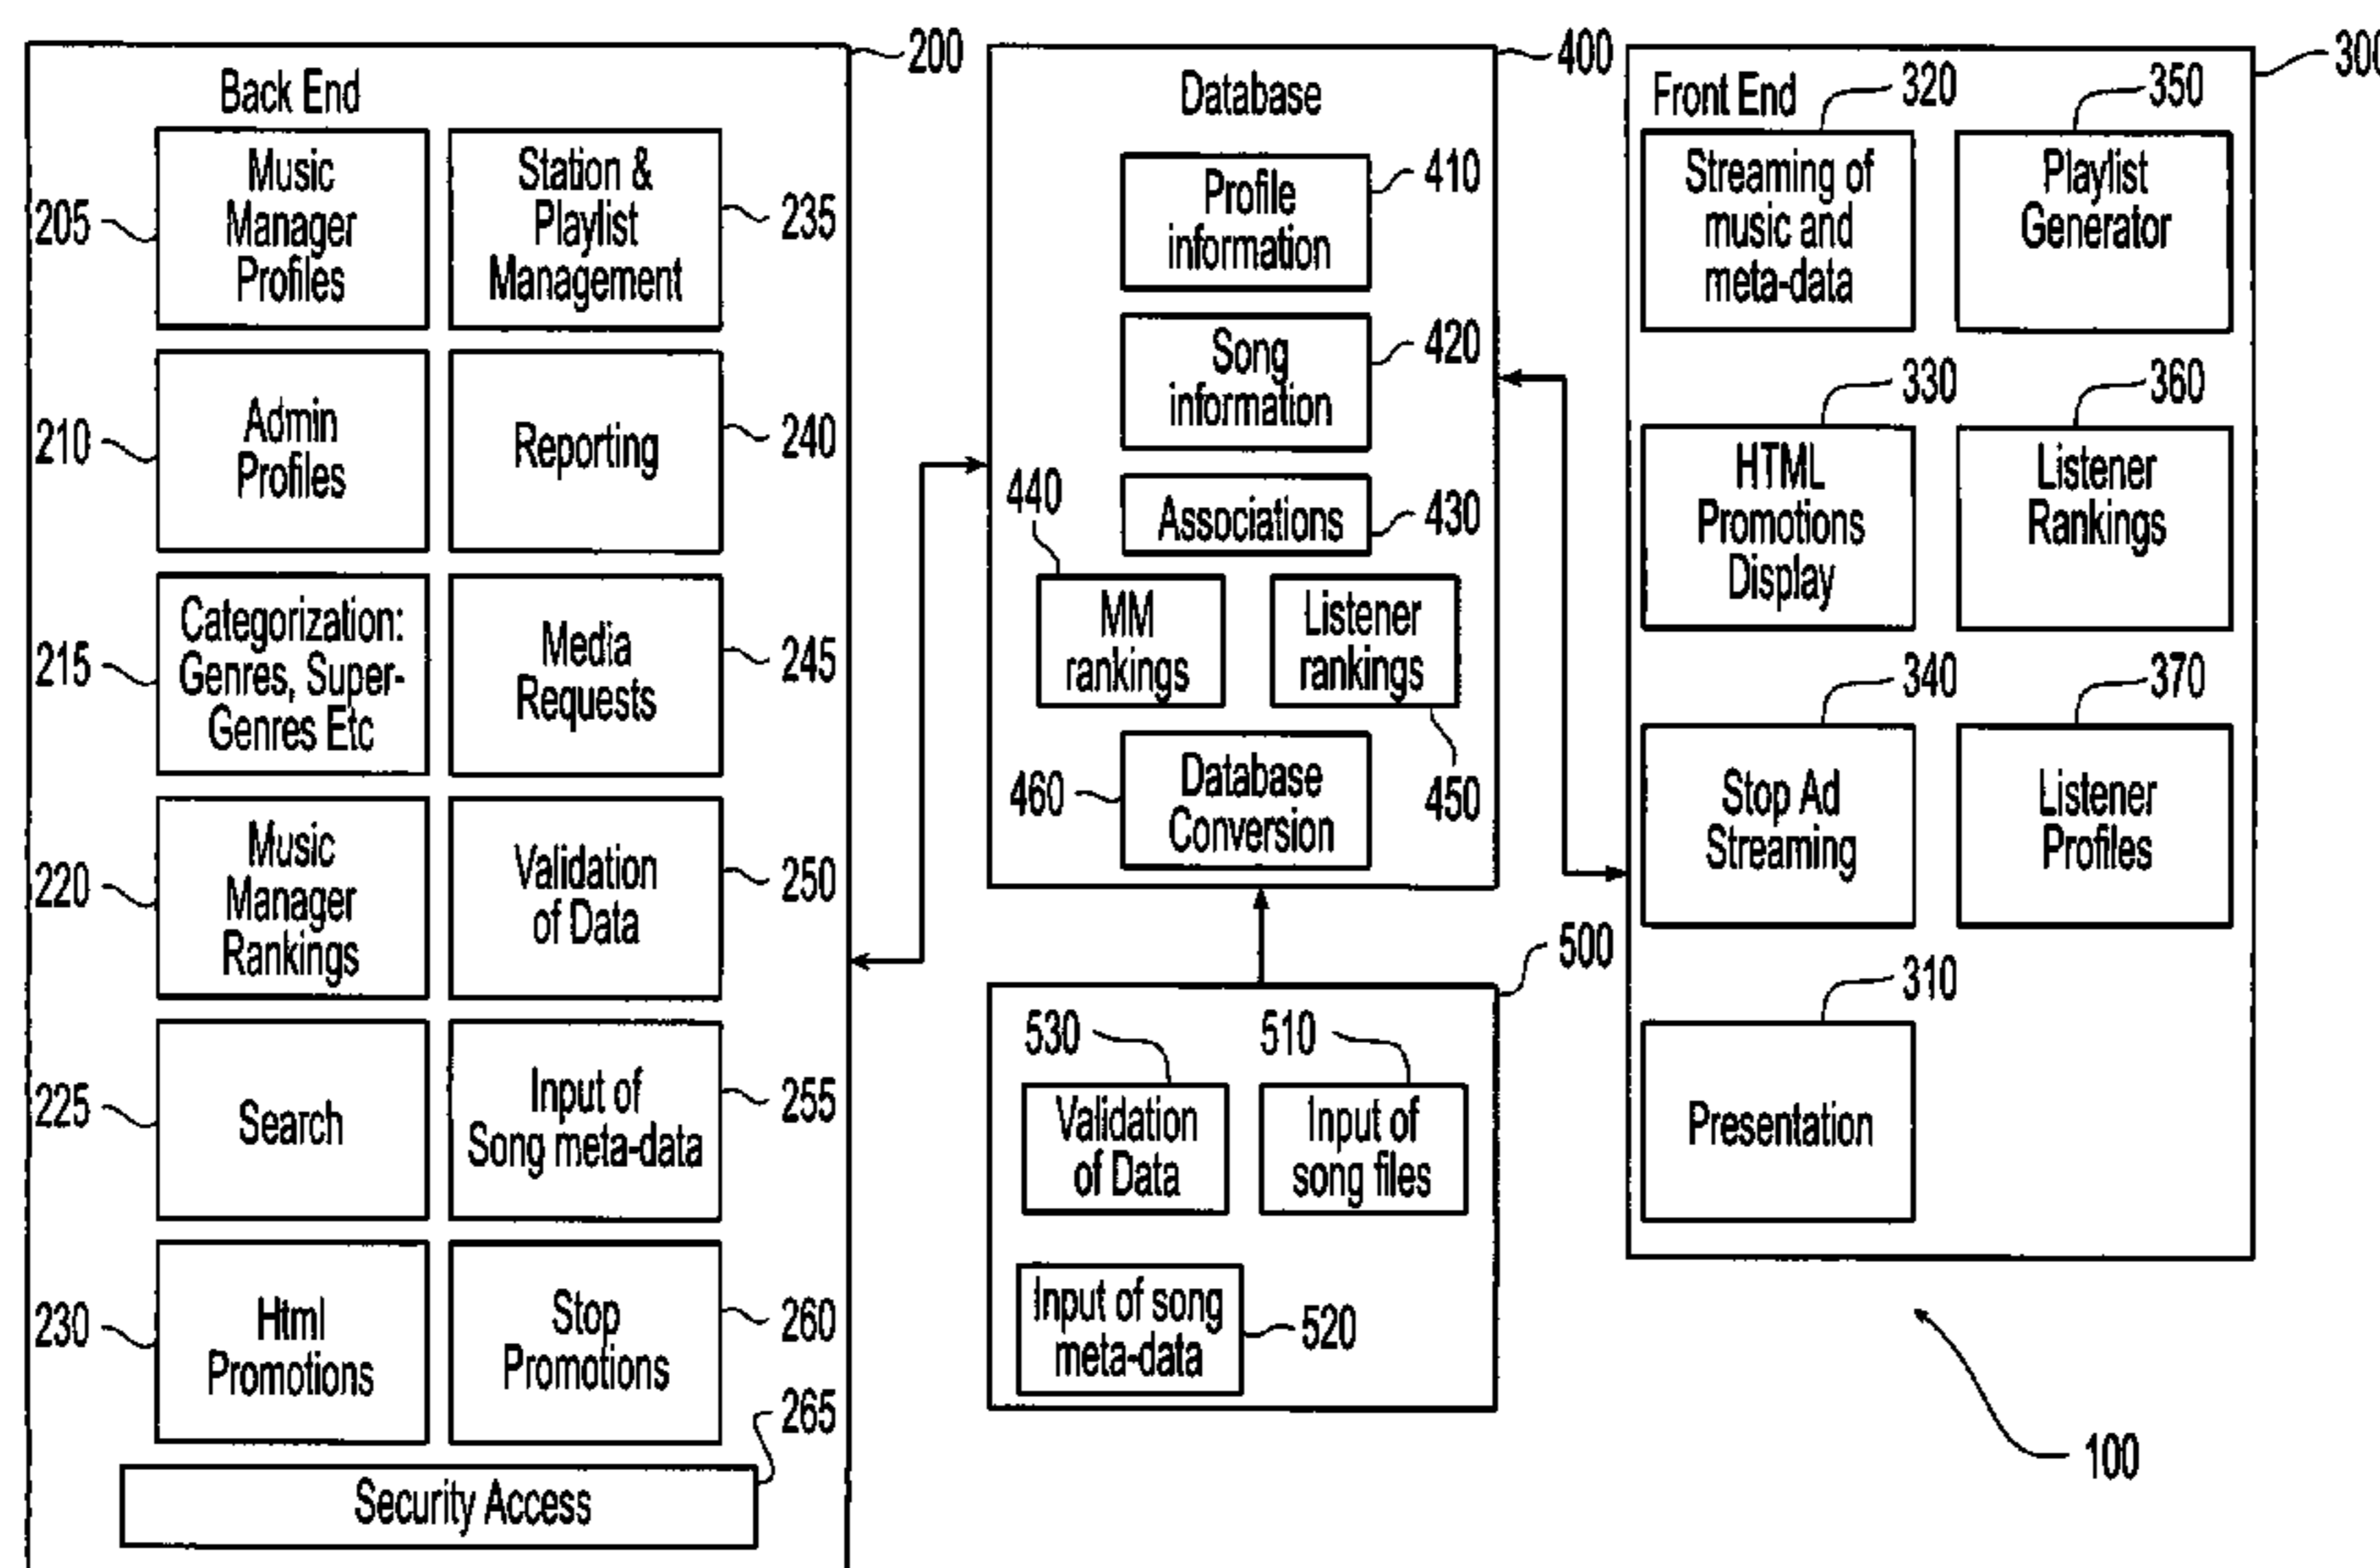 200
Back End
205
Music
Manager
Profiles
Station &
Playlist
Management
235
210
Admin
Profiles
Reporting
240
215
Categorization:
Genres, Super-
Genres Etc
Media
Requests
245
220
Music
Manager
Rankings
Validation
of Data
250
225
Search
Input of
Song meta-data
255
230
Html
Promotions
Stop
Promotions
260
265
Security Access
400
Database
Profile
information
410
Song
information
420
Associations
430
440
MM
rankings
Listener
rankings
450
460
Database
Conversion
500
530
Validation
of Data
510
Input of
song files
Input of song
meta-data
520
300
Front End
320
Streaming of
music and
meta-data
350
Playlist
Generator
330
HTML
Promotions
Display
360
Listener
Rankings
340
Stop Ad
Streaming
370
Listener
Profiles
310
Presentation
100